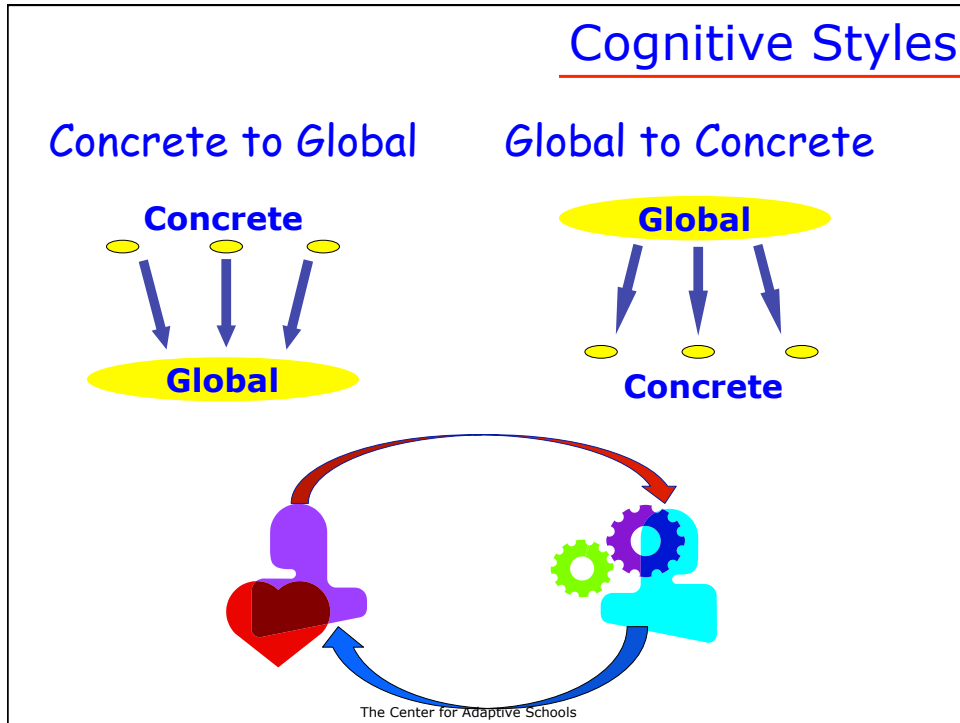 Cognitive Styles
Concrete to Global
Global to Concrete
Concrete
Global
Global
Concrete
The Center for Adaptive Schools